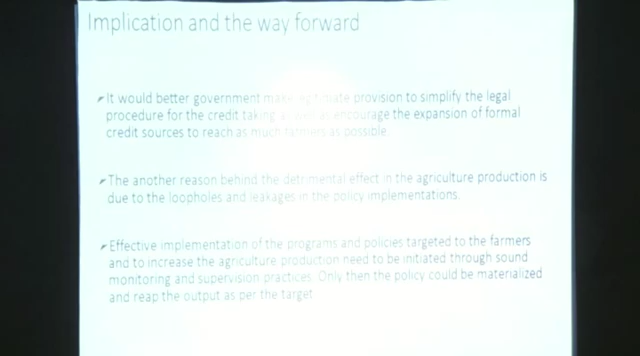 Implication and the way forward
It would better government make legitimate provision to simplify the legal
procedure for the credit taking as well as encourage the expansion of formal
credit sources to reach as much farmers as possible.
The another reason behind the detrimental effect in the agriculture production is
due to the loopholes and leakages in the policy implementations.
Effective implementation of the programs and policies targeted to the farmers
and to increase the agriculture production need to be initiated through sound
monitoring and supervision practices. Only then the policy could be materialized
and reap the output as per the target